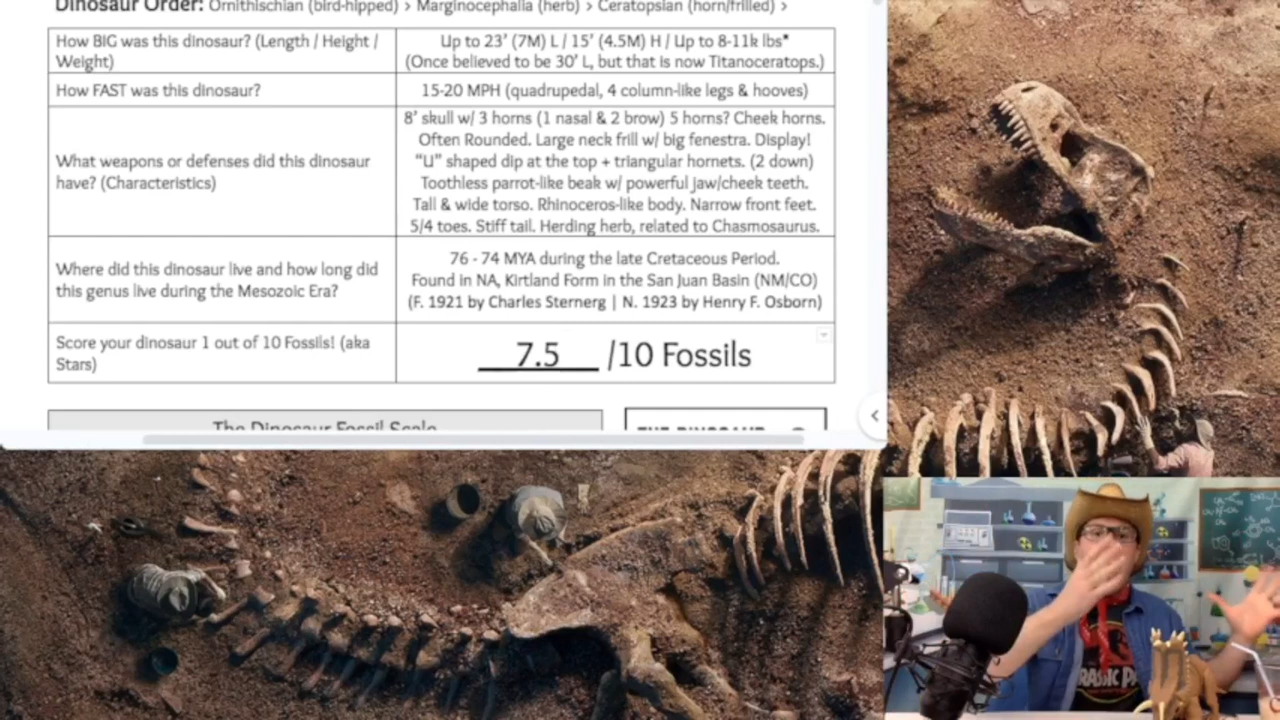 Dinosaur Order: Ornithischian (bird-hipped) > Marginocephalia (herb) > Ceratopsian (horn/frilled) >
How BIG was this dinosaur? (Length / Height /
Weight)
Up to 23’ (7M) L / 15’ (4.5M) H / Up to 8-11k lbs*
(Once believed to be 30’ L, but that is now Titanoceratops.)
How FAST was this dinosaur?
15-20 MPH (quadrupedal, 4 column-like legs & hooves)
What weapons or defenses did this dinosaur
have? (Characteristics)
8’ skull w/ 3 horns (1 nasal & 2 brow) 5 horns? Cheek horns.
Often Rounded. Large neck frill w/ big fenestra. Display!
“U” shaped dip at the top + triangular hornets. (2 down)
Toothless parrot-like beak w/ powerful jaw/cheek teeth.
Tall & wide torso. Rhinoceros-like body. Narrow front feet.
5/4 toes. Stiff tail. Herding herb, related to Chasmosaurus.
Where did this dinosaur live and how long did
this genus live during the Mesozoic Era?
76 - 74 MYA during the late Cretaceous Period.
Found in NA, Kirtland Form in the San Juan Basin (NM/CO)
(F. 1921 by Charles Sternerg | N. 1923 by Henry F. Osborn)
Score your dinosaur 1 out of 10 Fossils! (aka
Stars)
7.5 /10 Fossils
The Dinosaur Fossil Scale
THE DINOSAUR